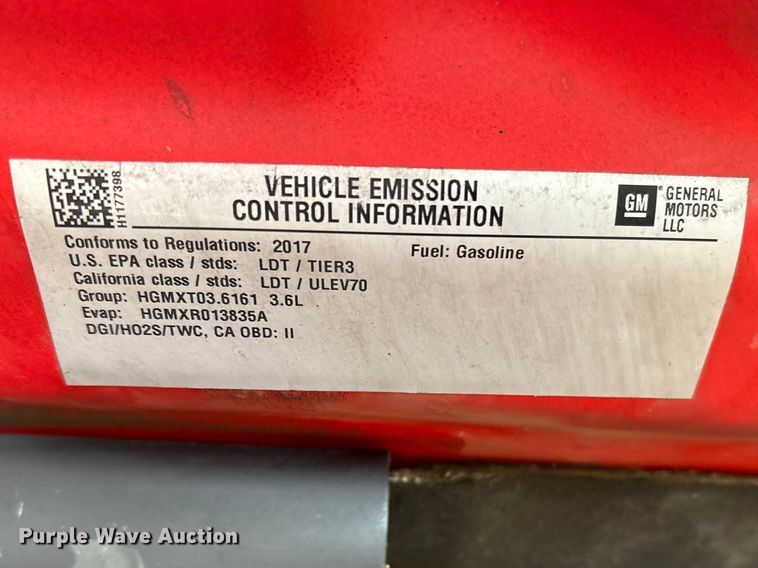 H1177398
VEHICLE EMISSION
CONTROL INFORMATION
GM
GENERAL
MOTORS
LLC
Conforms to Regulations: 2017
Fuel: Gasoline
U.S. EPA class / stds: LDT / TIER3
California class / stds: LDT / ULEV70
Group: HGMXT03.6161 3.6L
Evap: HGMXR013835A
DGI/HO2S/TWC, CA OBD: II
Purple Wave Auction